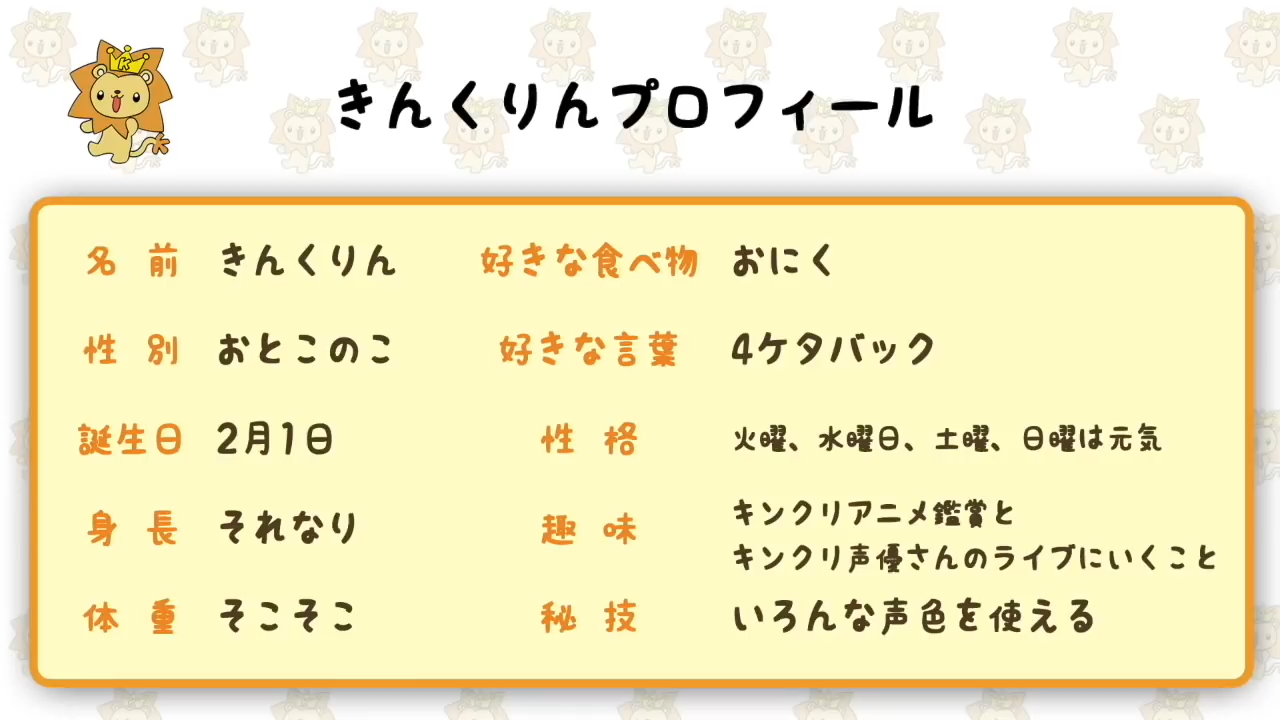 K
きんくりんプロフィール
名前 きんくりん 好きな食べ物 おにく
性別 おとこのこ 好きな言葉 4ケタバック
誕生日 2月1日 性格 火曜、水曜日、土曜、日曜は元気
身長 それなり 趣味 キンクリアニメ鑑賞と
キンクリ声優さんのライブにいくこと
体重 そこそこ 秘技 いろんな声色を使える